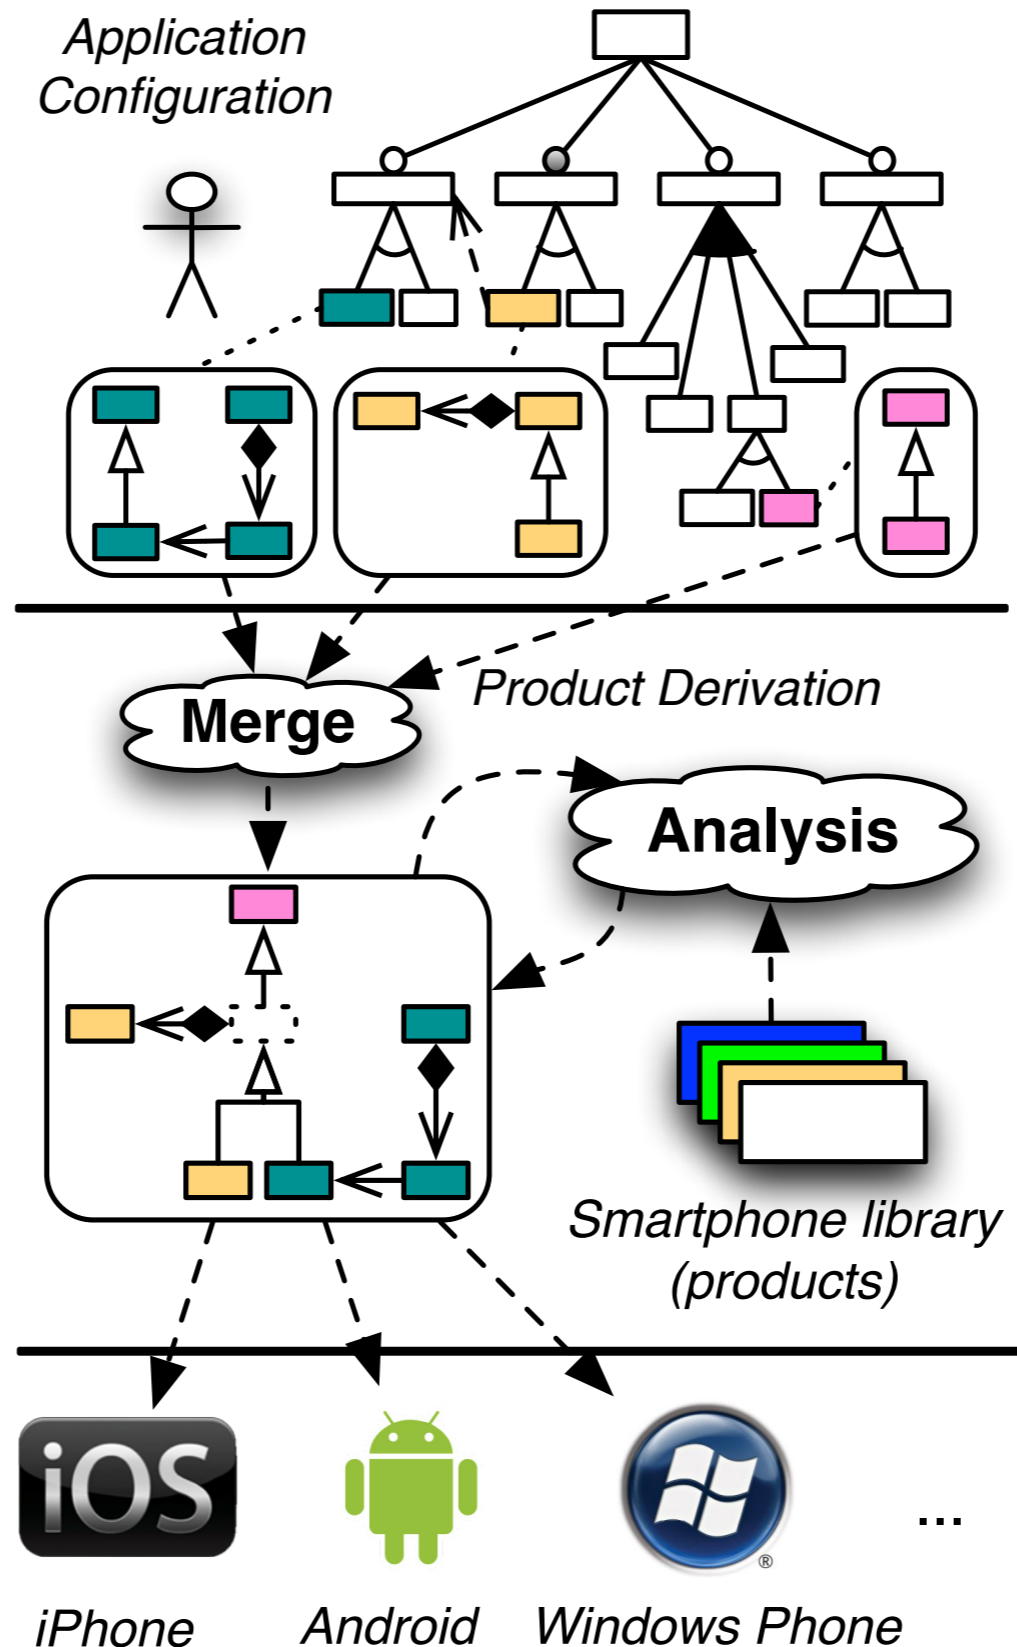 Application
Configuration
Product Derivation
Merge
Analysis
Smartphone library
(products)
iOS
®
...
iPhone
Android
Windows Phone